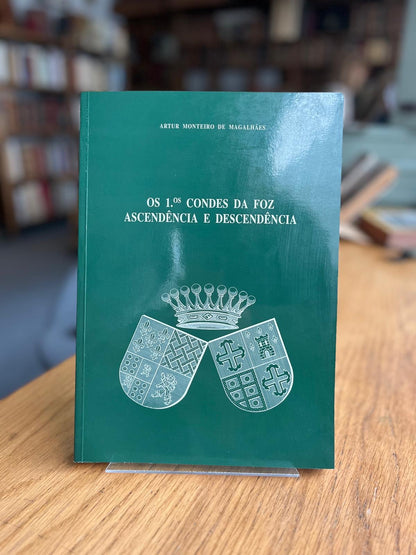 ARTUR MONTEIRO DE MAGALHÃES
OS 1.ºˢ CONDES DA FOZ
ASCENDÊNCIA E DESCENDÊNCIA